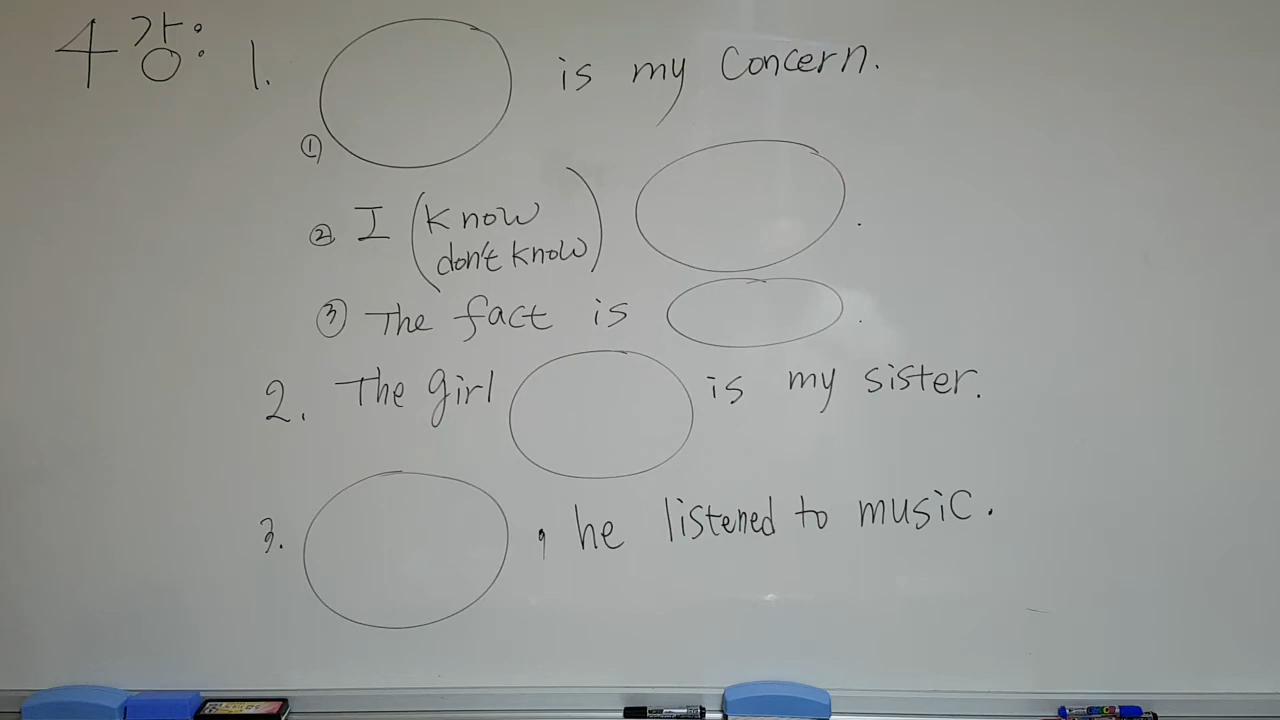 4강: 1. is my concern.
①
② I (know
don't know) .
③ The fact is .
2. The girl is my sister.
3. , he listened to music.